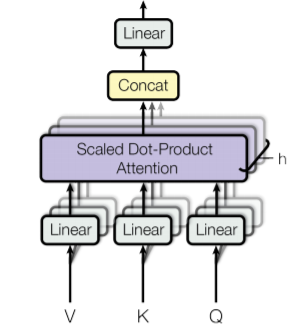 Linear
Concat
Scaled Dot-Product
Attention
h
Linear Linear Linear
V K Q